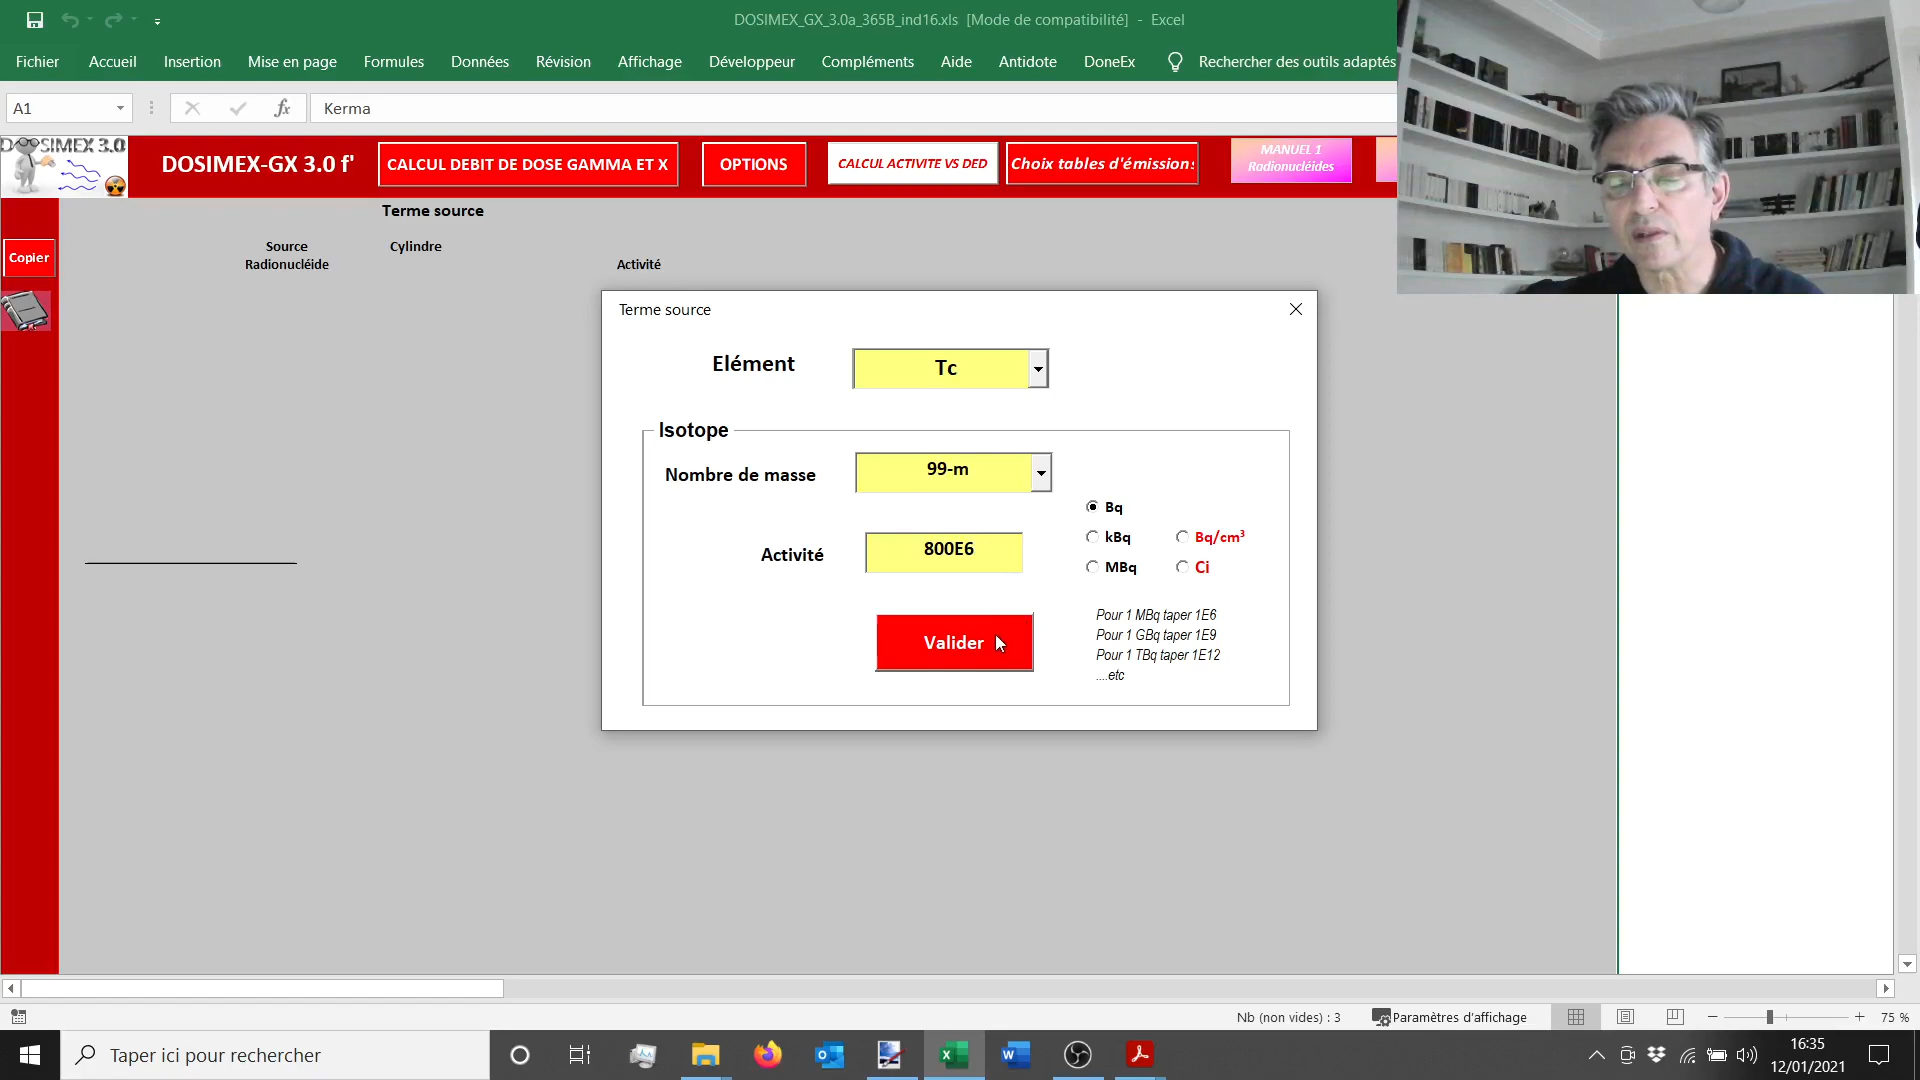 DOSIMEX_GX_3.0a_365B_ind16.xls [Mode de compatibilité] - Excel
Fichier Accueil Insertion Mise en page Formules Données Révision Affichage Développeur Compléments Aide Antidote DoneEx Rechercher des outils adaptés
A1 fx Kerma
DOSIMEX 3.0
DOSIMEX-GX 3.0 f'
CALCUL DEBIT DE DOSE GAMMA ET X
OPTIONS
CALCUL ACTIVITE VS DED
Choix tables d'émissions
MANUEL 1
Radionucléides
Terme source
Source Cylindre
Radionucléide Activité
Copier
Terme source
Elément Tc
Isotope
Nombre de masse 99-m
Bq
kBq Bq/cm³
Activité 800E6
MBq Ci
Pour 1 MBq taper 1E6
Pour 1 GBq taper 1E9
Pour 1 TBq taper 1E12
....etc
Valider
Nb (non vides) : 3 Paramètres d'affichage 75 %
Taper ici pour rechercher
16:35
12/01/2021